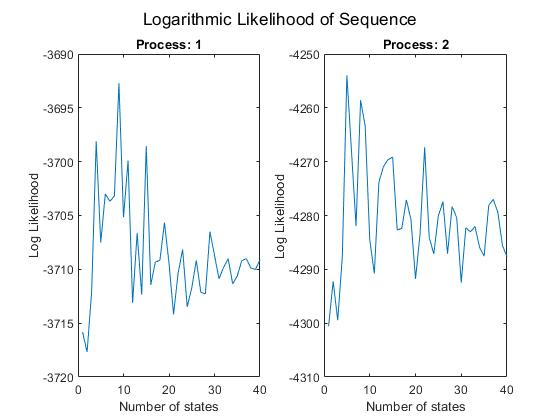 Logarithmic Likelihood of Sequence
Process: 1
-3690
-3695
-3700
-3705
-3710
-3715
-3720
Log Likelihood
0 10 20 30 40
Number of states
Process: 2
-4250
-4260
-4270
-4280
-4290
-4300
-4310
Log Likelihood
0 10 20 30 40
Number of states